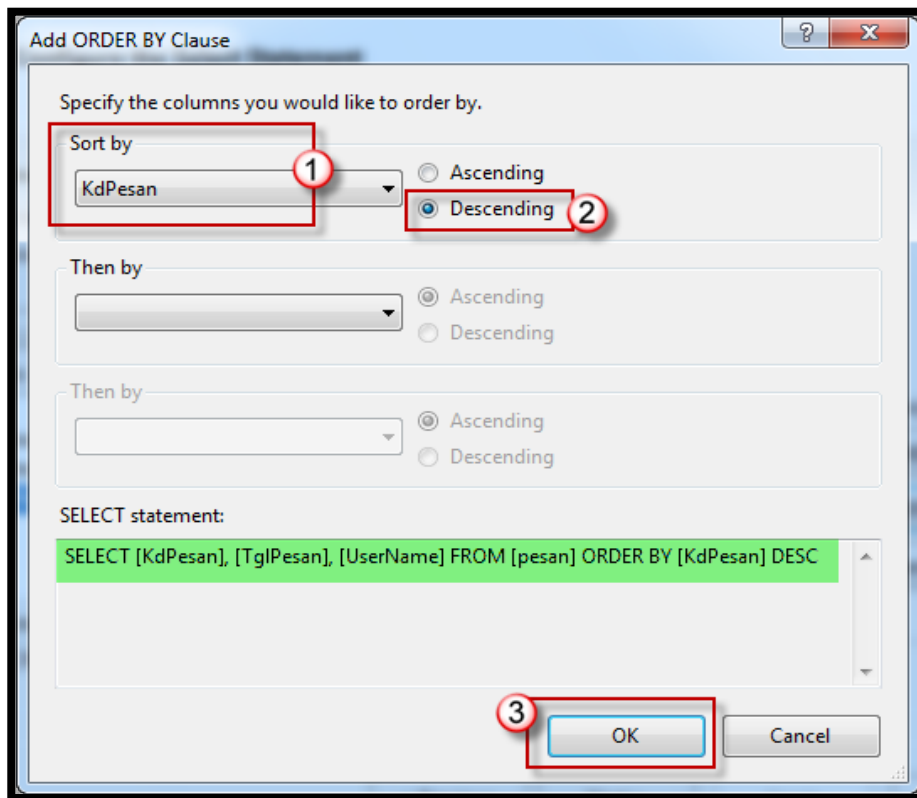 Add ORDER BY Clause
Specify the columns you would like to order by.
Sort by
KdPesan
1
Ascending
Descending
2
Then by
Ascending
Descending
Then by
Ascending
Descending
SELECT statement:
SELECT [KdPesan], [TglPesan], [UserName] FROM [pesan] ORDER BY [KdPesan] DESC
3
OK
Cancel